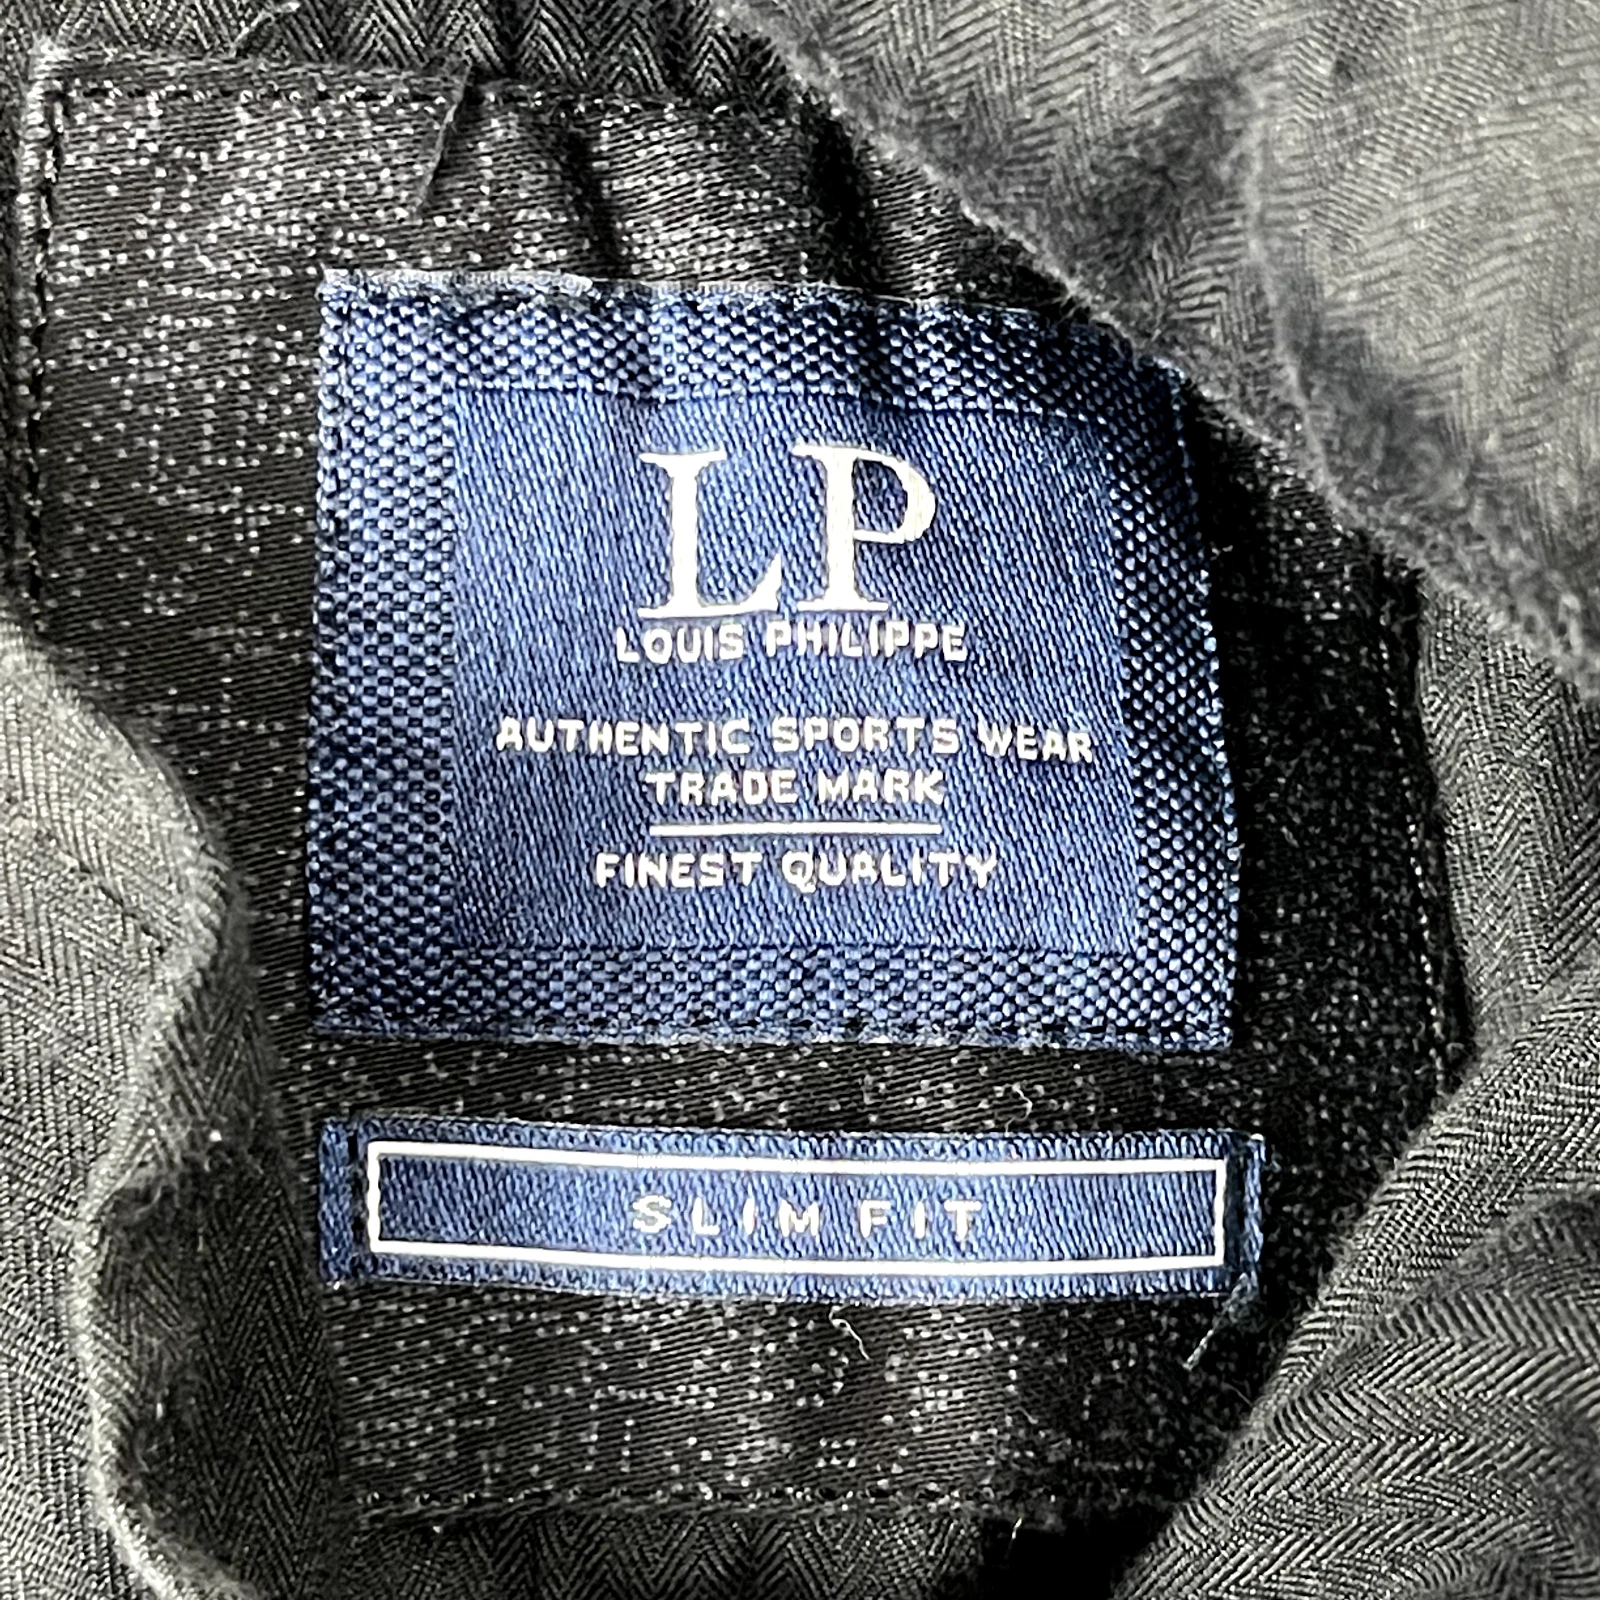 LP
LOUIS PHILIPPE
AUTHENTIC SPORTS WEAR
TRADE MARK
FINEST QUALITY
SLIM FIT